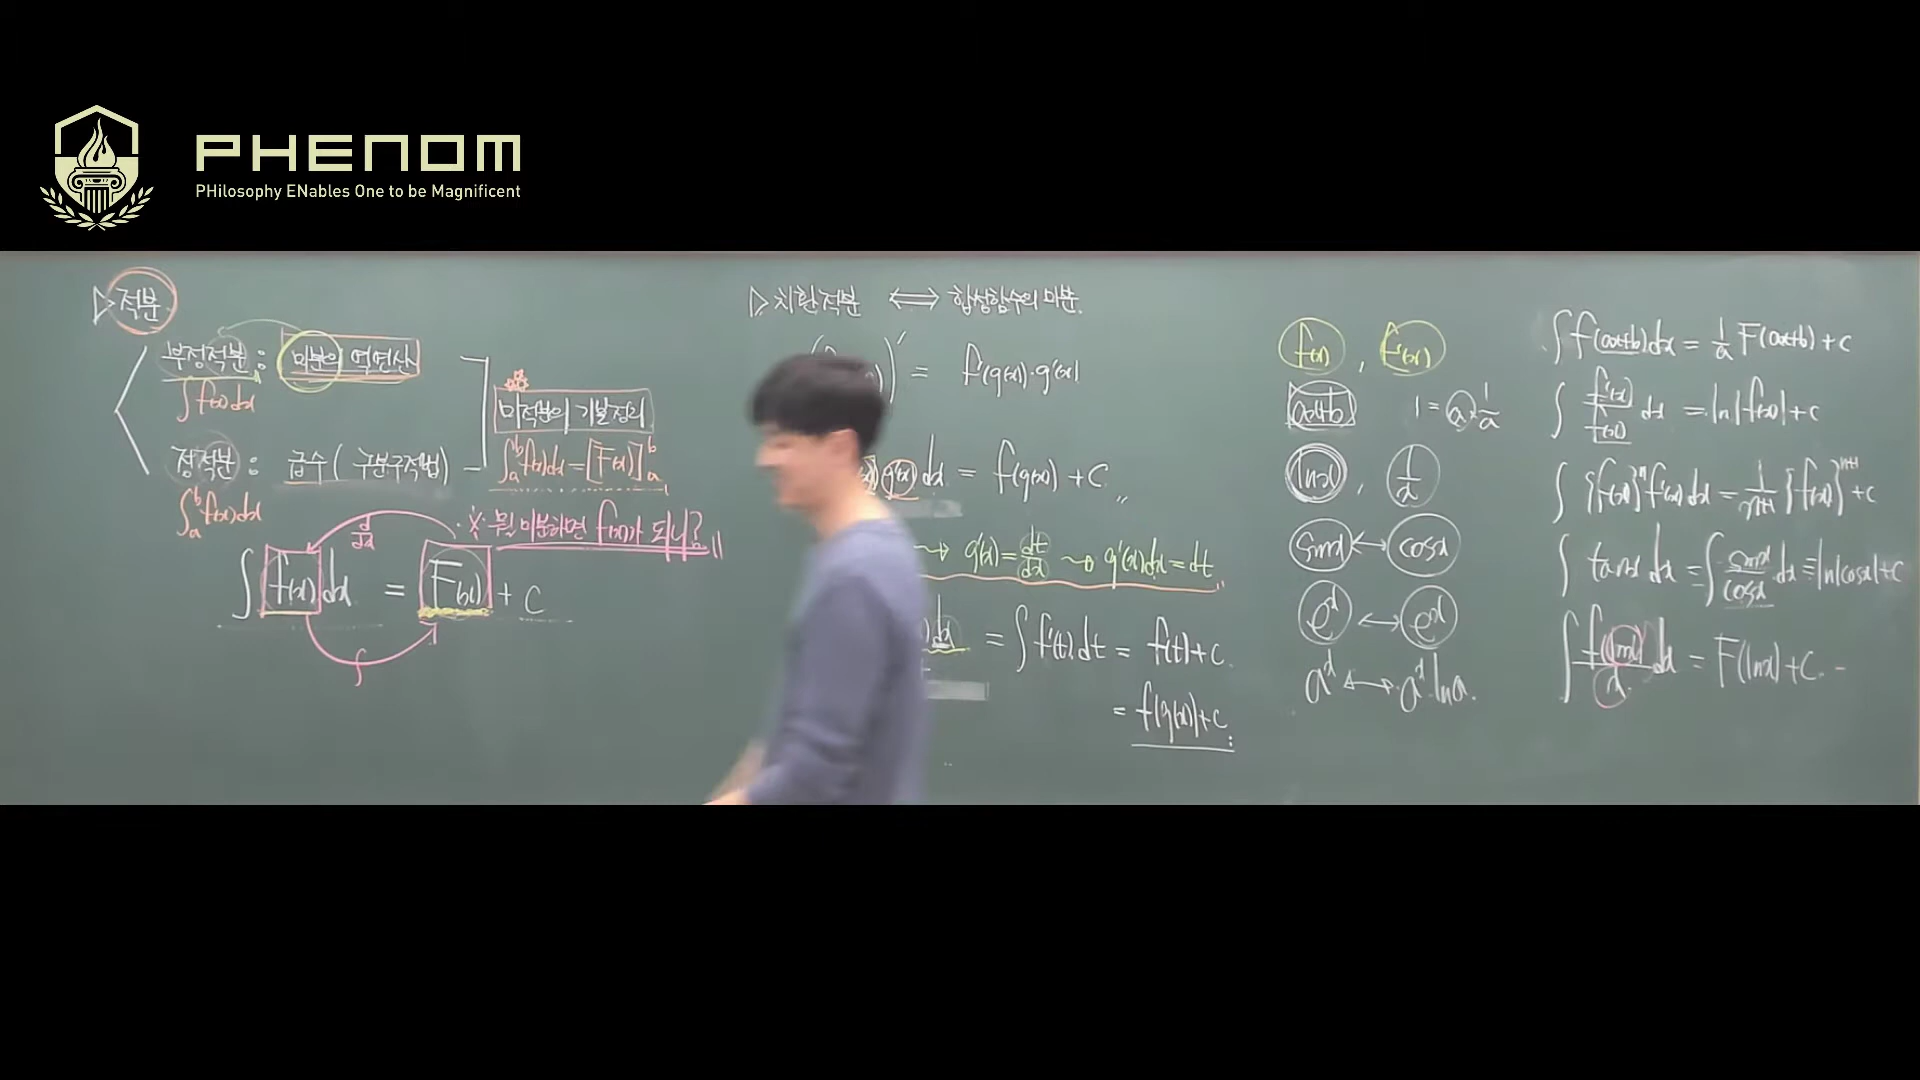 PHENOM
PHilosophy ENables One to be Magnificent
▷적분
부정적분 : 미분의 역연산
∫f(x)dx
정적분 : 급수 ( 구분구적법 )
∫ₐᵇf(x)dx
미적분의 기본정리
∫ₐᵇf(x)dx=[F(x)]ₐᵇ
※ 뭘 미분하면 f(x)가 되니?
d/dx
∫f(x)dx = F(x)+C
∫
▷치환적분 ⟺ 합성함수의 미분.
)' = f'(g(x))·g'(x)
g'(x)dx = f(g(x))+C
⇝ g'(x)=dt/dx ⇝ g'(x)dx=dt
= ∫f'(t)dt = f(t)+C.
= f(g(x))+C
f(x) , f'(x)
ax+b 1=a·1/a
lnx , 1/x
sinx ↔ cosx
eˣ ↔ eˣ
aˣ ↔ aˣ·lna.
∫f(ax+b)dx = 1/a F(ax+b)+C
∫f'(x)/f(x) dx = ln|f(x)|+C
∫{f(x)}ⁿf'(x)dx = 1/n+1 {f(x)}ⁿ⁺¹+C
∫tanx dx = ∫sinx/cosx dx = -ln|cosx|+C
∫f(lnx)/x dx = F(lnx)+C.